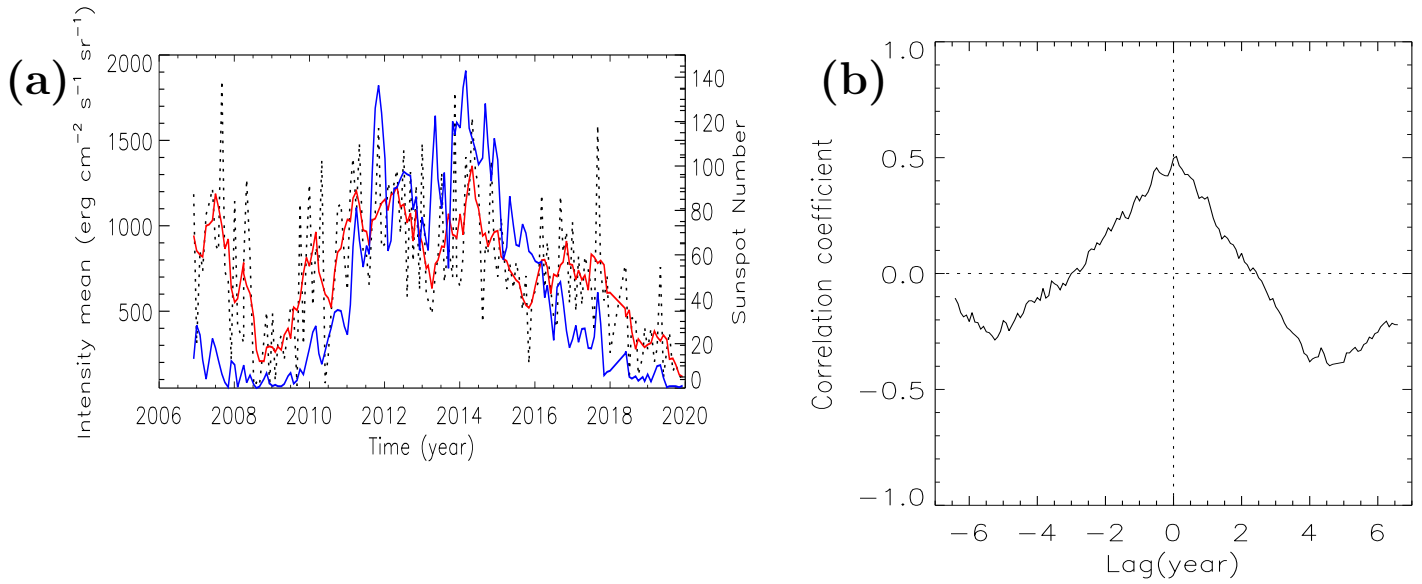 (a)
Intensity mean (erg cm−2 s−1 sr−1)
2000
1500
1000
500
140
120
100
80
60
40
20
0
Sunspot Number
2006 2008 2010 2012 2014 2016 2018 2020
Time (year)
(b)
Correlation coefficient
1.0
0.5
0.0
−0.5
−1.0
−6 −4 −2 0 2 4 6
Lag(year)